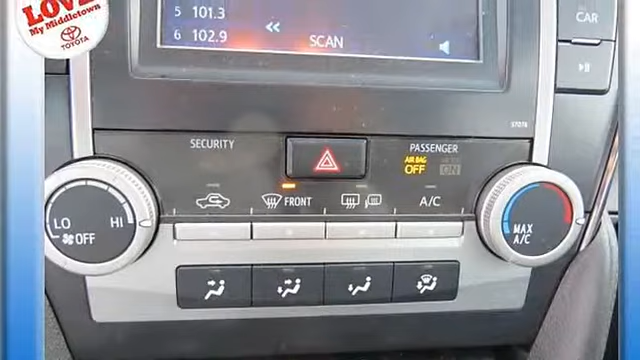 LOVE
My Middletown
TOYOTA
5 101.3
6 102.9
SCAN
CAR
57076
SECURITY
PASSENGER
AIR BAG
OFF
ON
FRONT
A/C
LO
HI
OFF
MAX
A/C